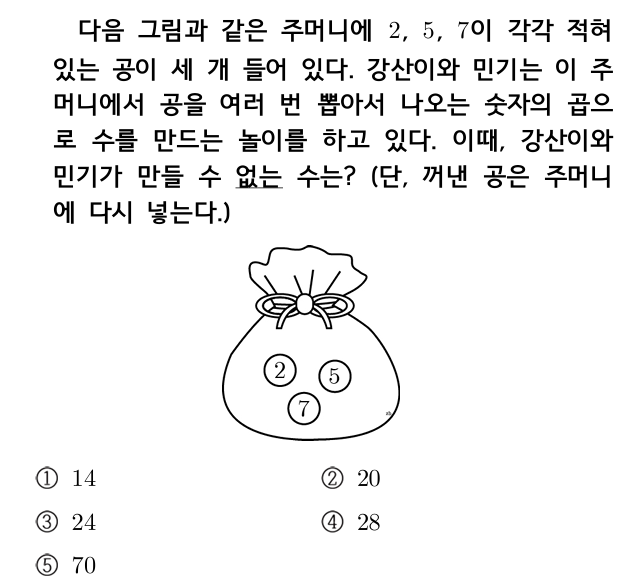 다음 그림과 같은 주머니에 2, 5, 7이 각각 적혀
있는 공이 세 개 들어 있다. 강산이와 민기는 이 주
머니에서 공을 여러 번 뽑아서 나오는 숫자의 곱으
로 수를 만드는 놀이를 하고 있다. 이때, 강산이와
민기가 만들 수 없는 수는? (단, 꺼낸 공은 주머니
에 다시 넣는다.)
2 5
7
① 14 ② 20
③ 24 ④ 28
⑤ 70